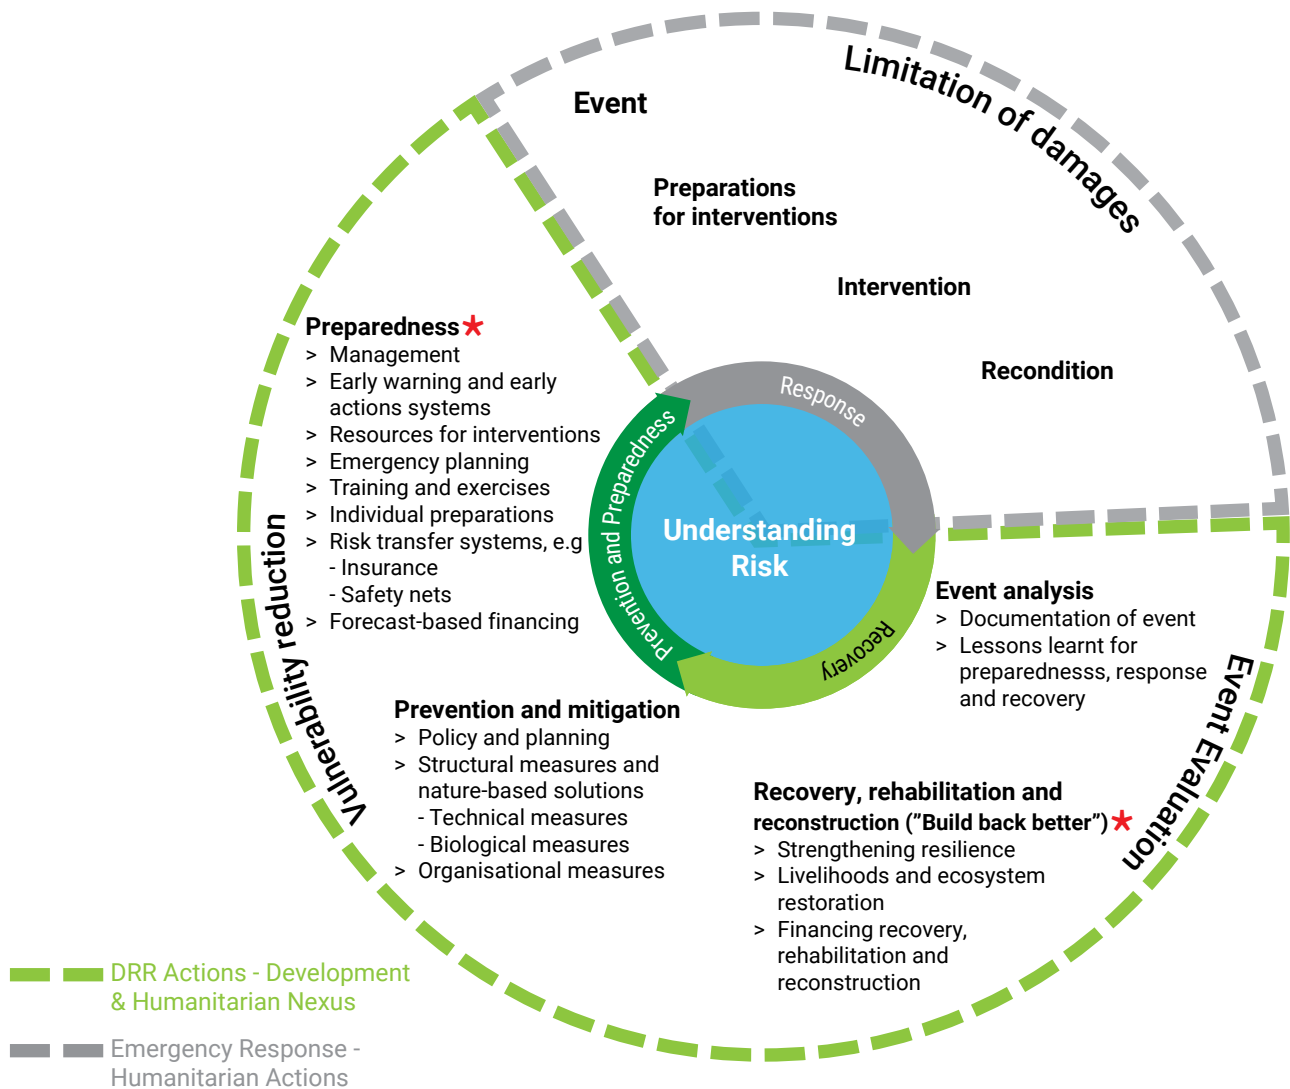 Limitation of damages
Event
Preparations
for interventions
Intervention
Recondition
Preparedness*
> Management
> Early warning and early
actions systems
> Resources for interventions
> Emergency planning
> Training and exercises
> Individual preparations
> Risk transfer systems, e.g
- Insurance
- Safety nets
> Forecast-based financing
Vulnerability reduction
Response
Prevention and Preparedness
Recovery
Understanding
Risk
Event analysis
> Documentation of event
> Lessons learnt for
preparednesss, response
and recovery
Event Evaluation
Prevention and mitigation
> Policy and planning
> Structural measures and
nature-based solutions
- Technical measures
- Biological measures
> Organisational measures
Recovery, rehabilitation and
reconstruction (”Build back better”)*
> Strengthening resilience
> Livelihoods and ecosystem
restoration
> Financing recovery,
rehabilitation and
reconstruction
DRR Actions - Development
& Humanitarian Nexus
Emergency Response -
Humanitarian Actions